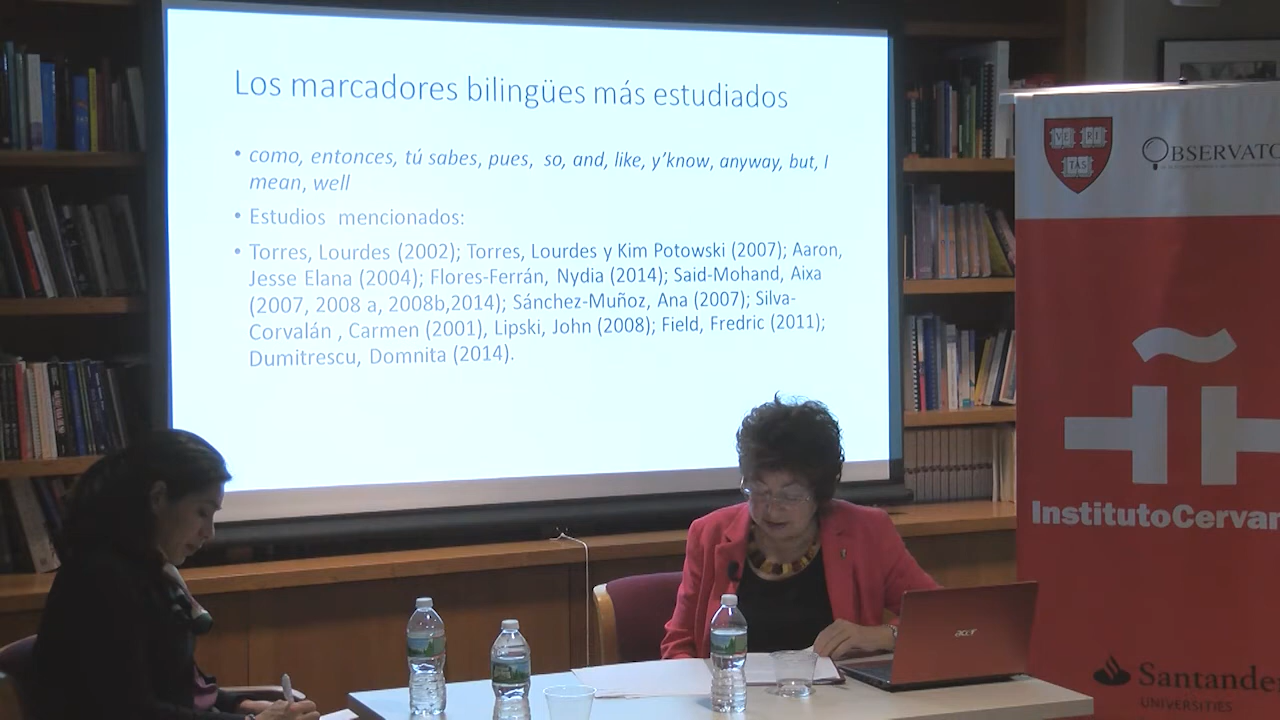 Los marcadores bilingües más estudiados
• como, entonces, tú sabes, pues, so, and, like, y'know, anyway, but, I
mean, well
• Estudios mencionados:
• Torres, Lourdes (2002); Torres, Lourdes y Kim Potowski (2007); Aaron,
Jesse Elana (2004); Flores-Ferrán, Nydia (2014); Said-Mohand, Aixa
(2007, 2008 a, 2008b,2014); Sánchez-Muñoz, Ana (2007); Silva-
Corvalán , Carmen (2001), Lipski, John (2008); Field, Fredric (2011);
Dumitrescu, Domnita (2014).
VE RI
TAS
OBSERVATO
InstitutoCervan
acer
Santander
UNIVERSITIES